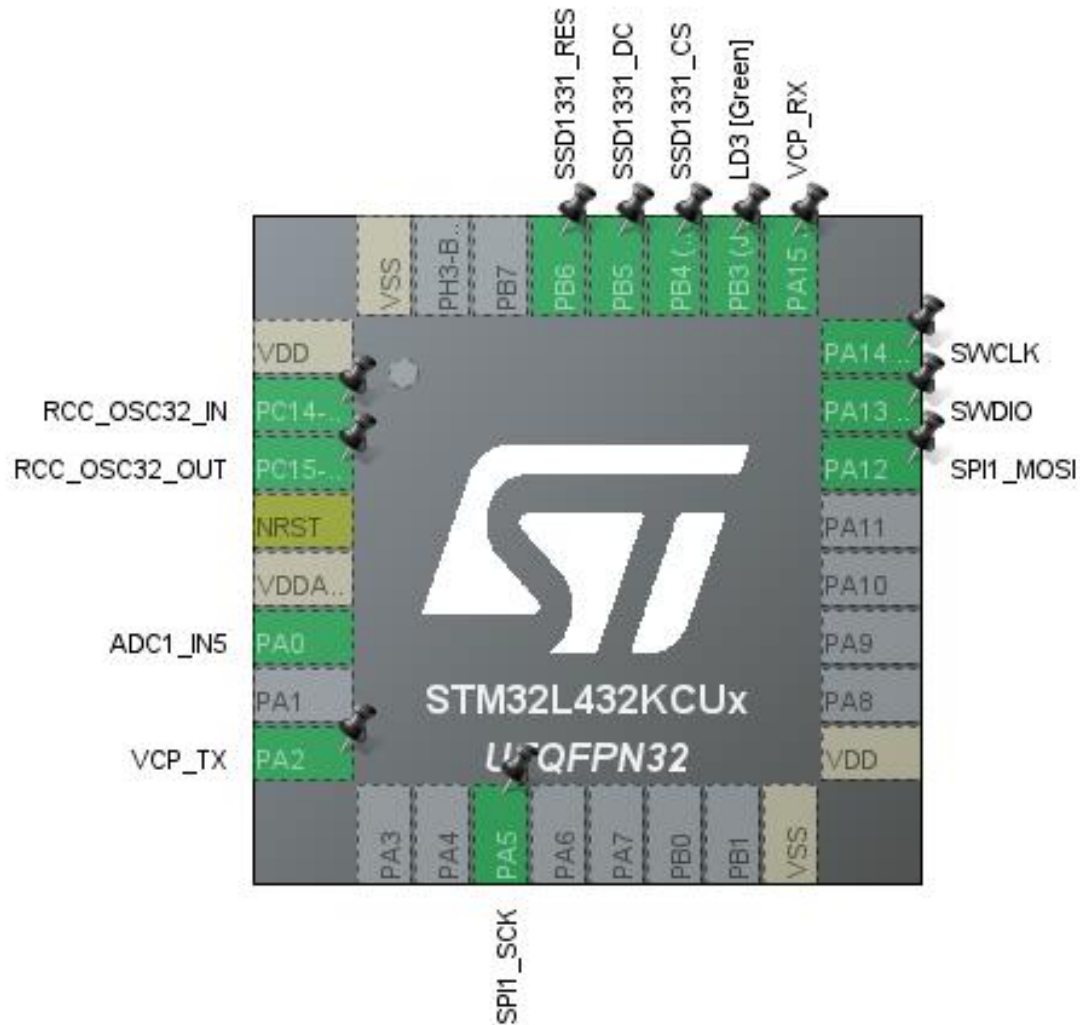 SSD1331_RES
SSD1331_DC
SSD1331_CS
LD3 [Green]
VCP_RX
VSS
PH3-B..
PB7
PB6
PB5
PB4 (..
PB3 (J..
PA15 ..
VDD
RCC_OSC32_IN
PC14-...
RCC_OSC32_OUT
PC15-...
NRST
VDDA..
ADC1_IN5
PA0
PA1
VCP_TX
PA2
PA14 ...
SWCLK
PA13 ...
SWDIO
PA12
SPI1_MOSI
PA11
PA10
PA9
PA8
VDD
ST
STM32L432KCUx
UFQFPN32
PA3
PA4
PA5
PA6
PA7
PB0
PB1
VSS
SPI1_SCK